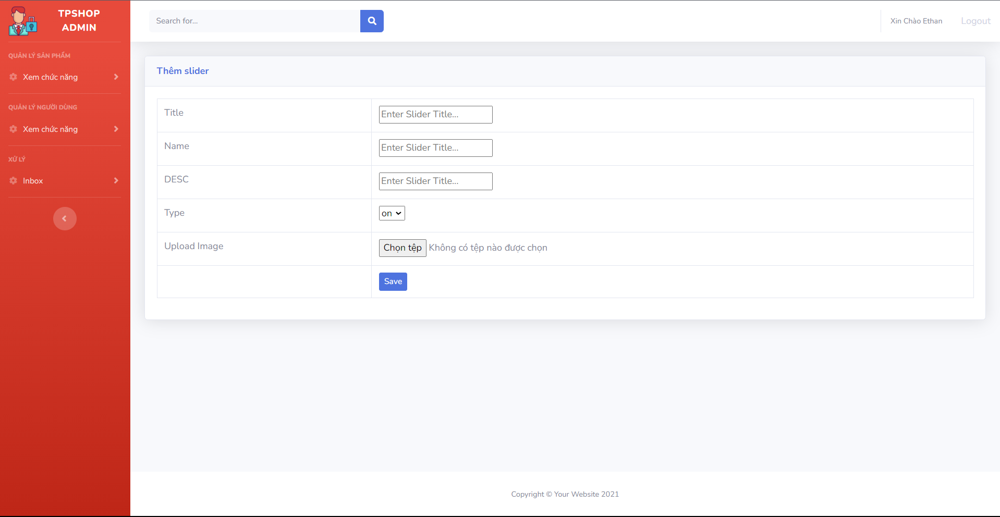 TPSHOP
ADMIN
Search for...
Xin Chào Ethan
Logout
QUẢN LÝ SẢN PHẨM
Xem chức năng
QUẢN LÝ NGƯỜI DÙNG
Xem chức năng
XỬ LÝ
Inbox
Thêm slider
Title
Enter Slider Title...
Name
Enter Slider Title...
DESC
Enter Slider Title...
Type
on
Upload Image
Chọn tệp Không có tệp nào được chọn
Save
Copyright © Your Website 2021